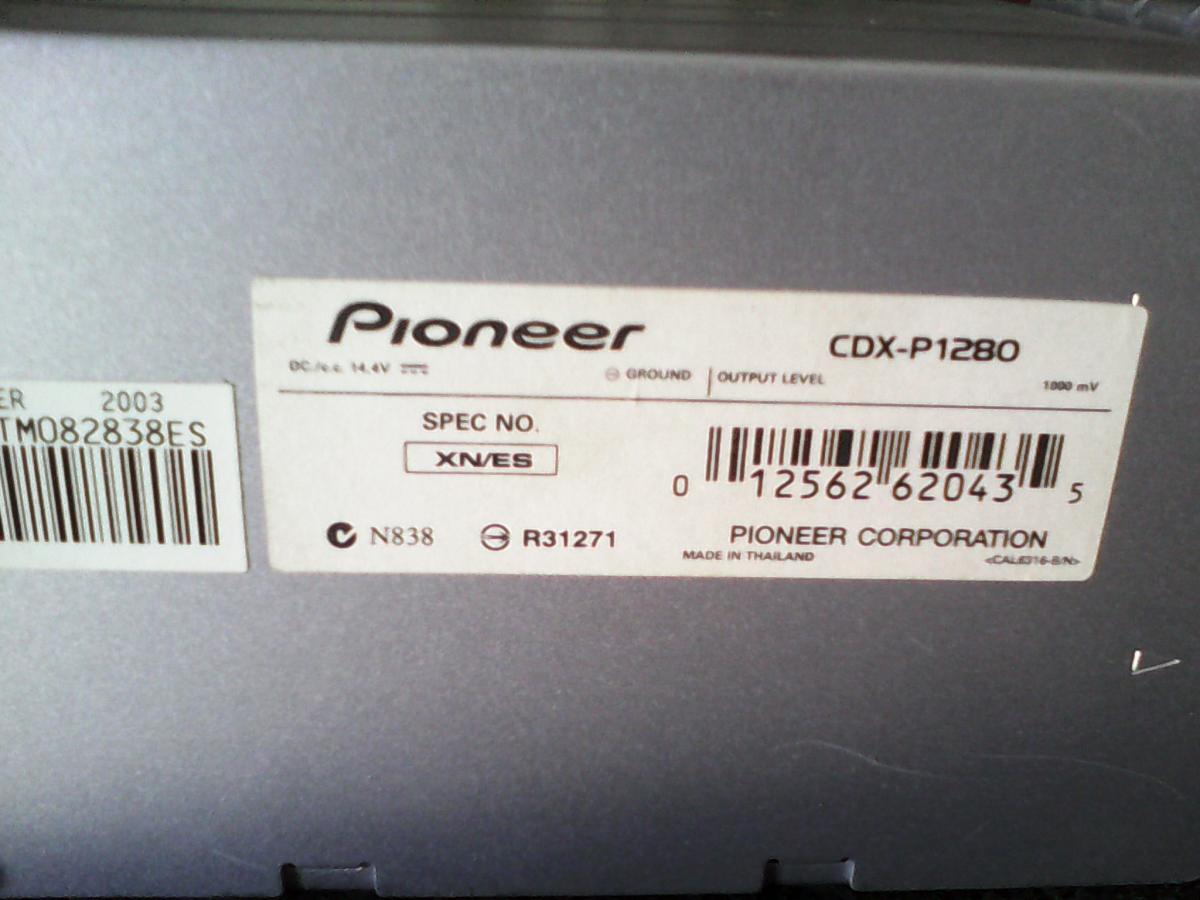 Pioneer
CDX-P1280
DC/c.c. 14.4V
⊖ GROUND
OUTPUT LEVEL
1000 mV
ER 2003
TM082838ES
SPEC NO.
XN/ES
0 12562 62043 5
N838
R31271
PIONEER CORPORATION
MADE IN THAILAND
<CAL6316-B/N>